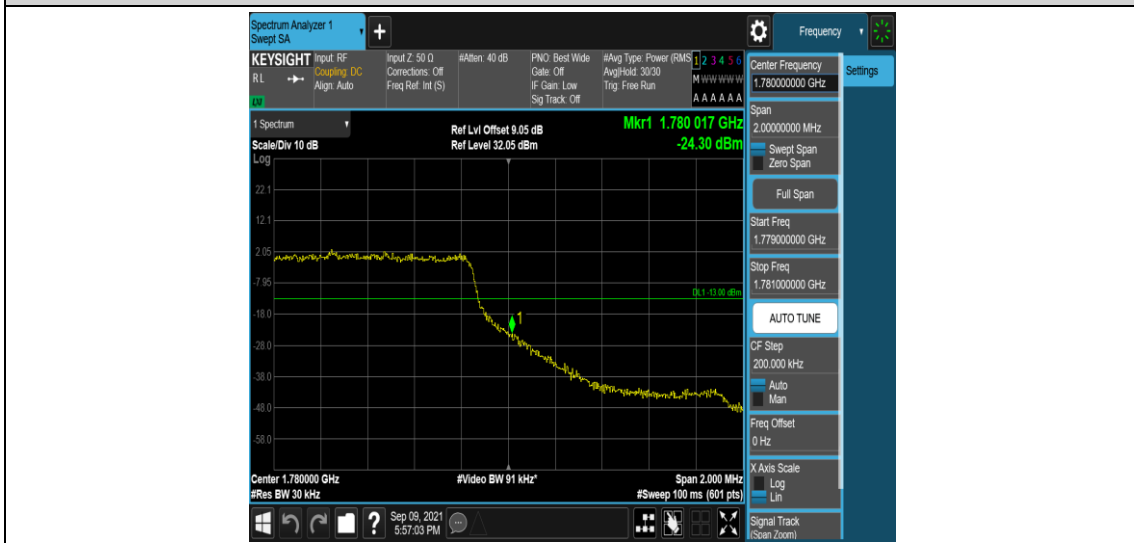 Spectrum Analyzer 1
Swept SA
+
Frequency
KEYSIGHT
Input: RF
Coupling: DC
Align: Auto
R L
LXI
Input Z: 50 Ω
Corrections: Off
Freq Ref: Int (S)
#Atten: 40 dB
PNO: Best Wide
Gate: Off
IF Gain: Low
Sig Track: Off
#Avg Type: Power (RMS
Avg|Hold: 30/30
Trig: Free Run
1 2 3 4 5 6
M W W W W W
A A A A A A
Center Frequency
1.780000000 GHz
Settings
1 Spectrum
Scale/Div 10 dB
Ref Lvl Offset 9.05 dB
Ref Level 32.05 dBm
Mkr1 1.780 017 GHz
-24.30 dBm
Log
22.1
12.1
2.05
-7.95
-18.0
-28.0
-38.0
-48.0
-58.0
DL1 -13.00 dBm
1
Center 1.780000 GHz
#Res BW 30 kHz
#Video BW 91 kHz*
Span 2.000 MHz
#Sweep 100 ms (601 pts)
Span
2.00000000 MHz
Swept Span
Zero Span
Full Span
Start Freq
1.779000000 GHz
Stop Freq
1.781000000 GHz
AUTO TUNE
CF Step
200.000 kHz
Auto
Man
Freq Offset
0 Hz
X Axis Scale
Log
Lin
Signal Track
(Span Zoom)
?
Sep 09, 2021
5:57:03 PM